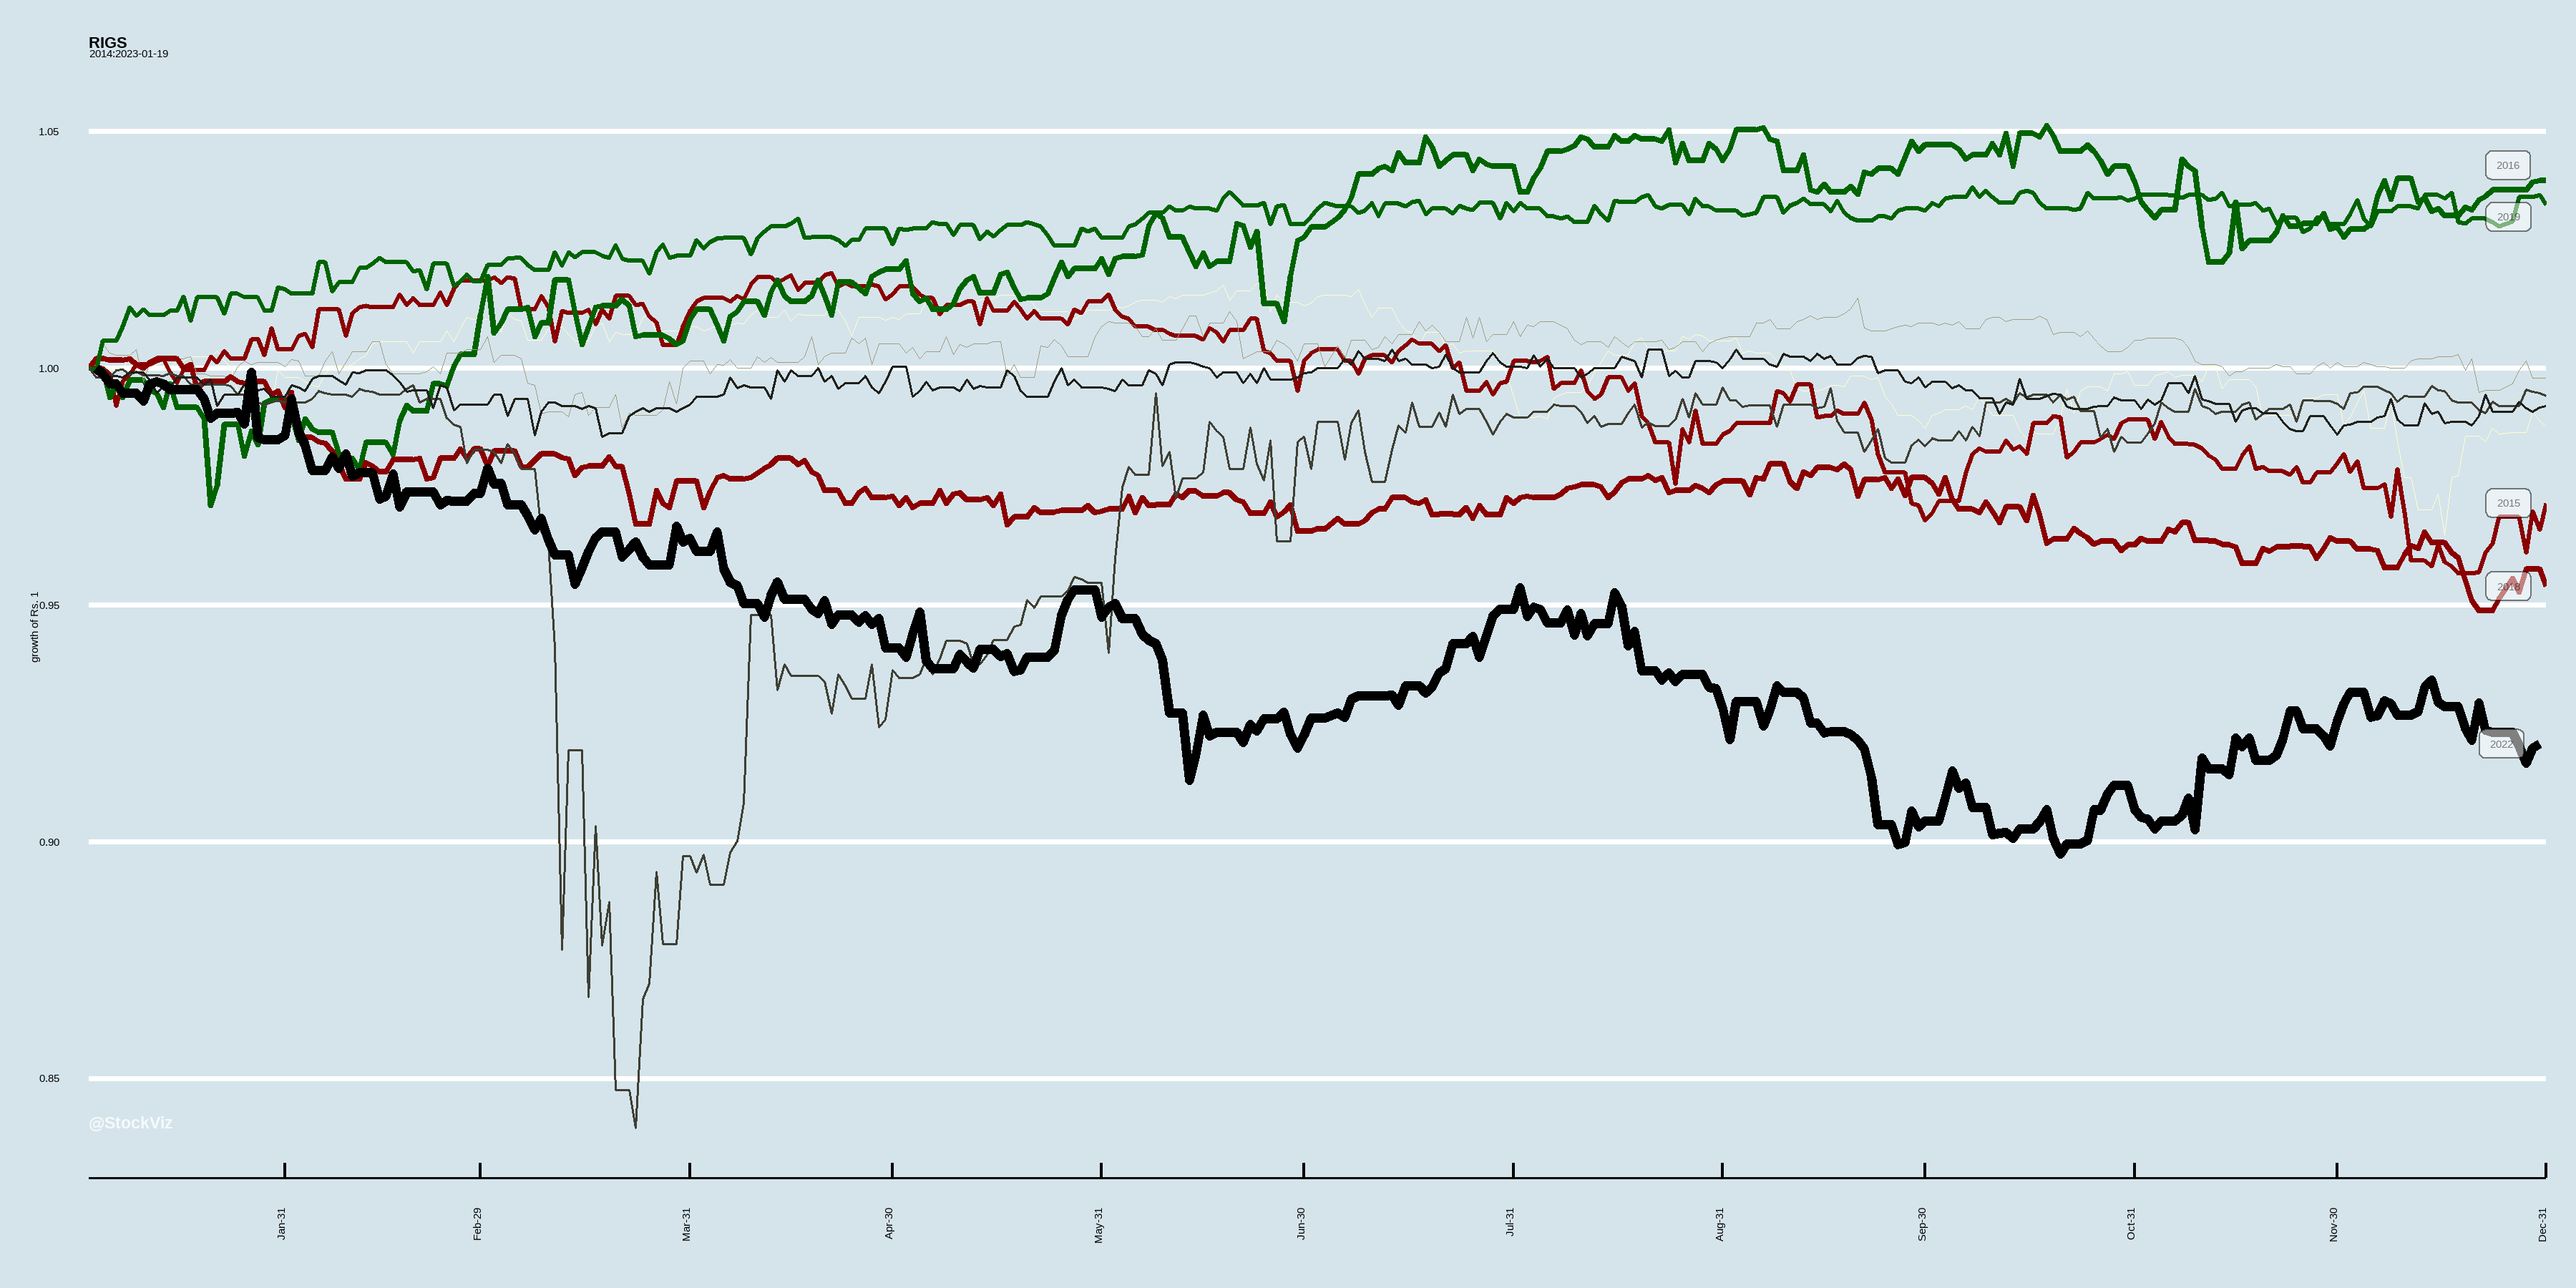 RIGS
2014:2023-01-19
1.05
1.00
0.95
0.90
0.85
growth of Rs. 1
2016
2019
2015
2018
2022
@StockViz
Jan-31
Feb-29
Mar-31
Apr-30
May-31
Jun-30
Jul-31
Aug-31
Sep-30
Oct-31
Nov-30
Dec-31